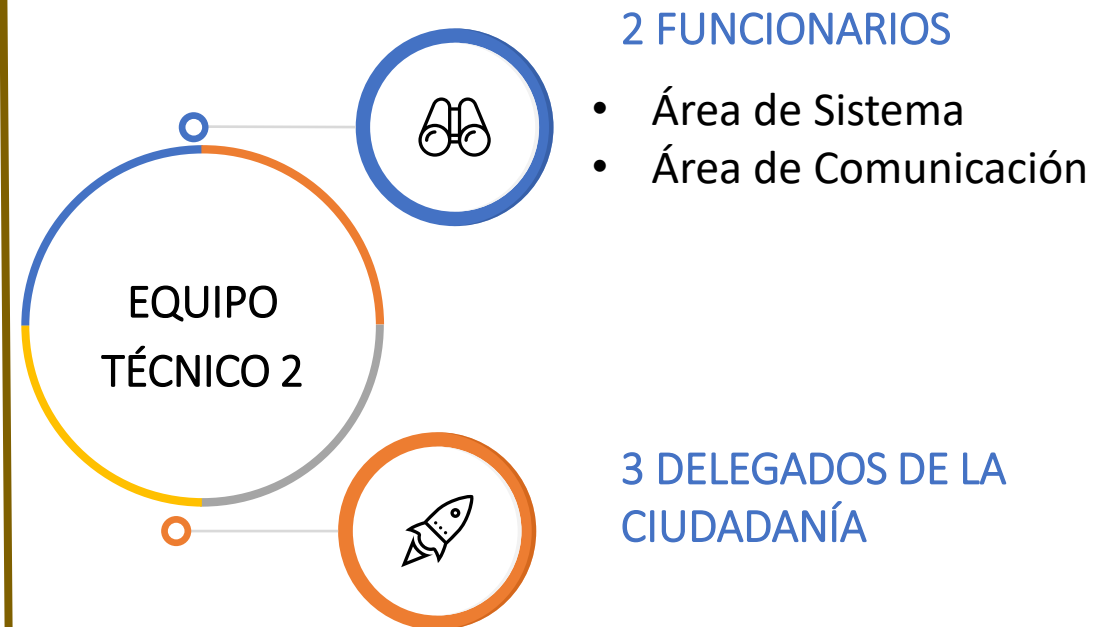 2 FUNCIONARIOS
• Área de Sistema
• Área de Comunicación
EQUIPO
TÉCNICO 2
3 DELEGADOS DE LA
CIUDADANÍA